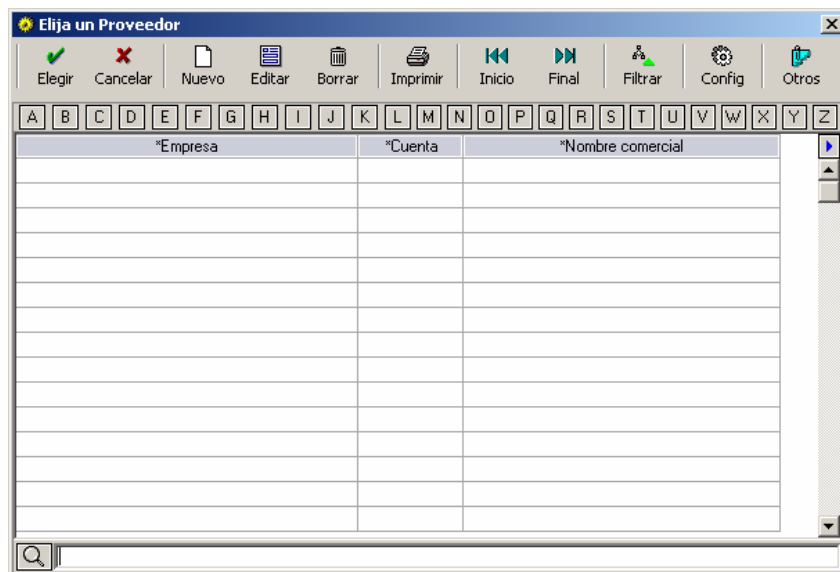 Elija un Proveedor
Elegir Cancelar Nuevo Editar Borrar Imprimir Inicio Final Filtrar Config Otros
A B C D E F G H I J K L M N O P Q R S T U V W X Y Z
*Empresa *Cuenta *Nombre comercial